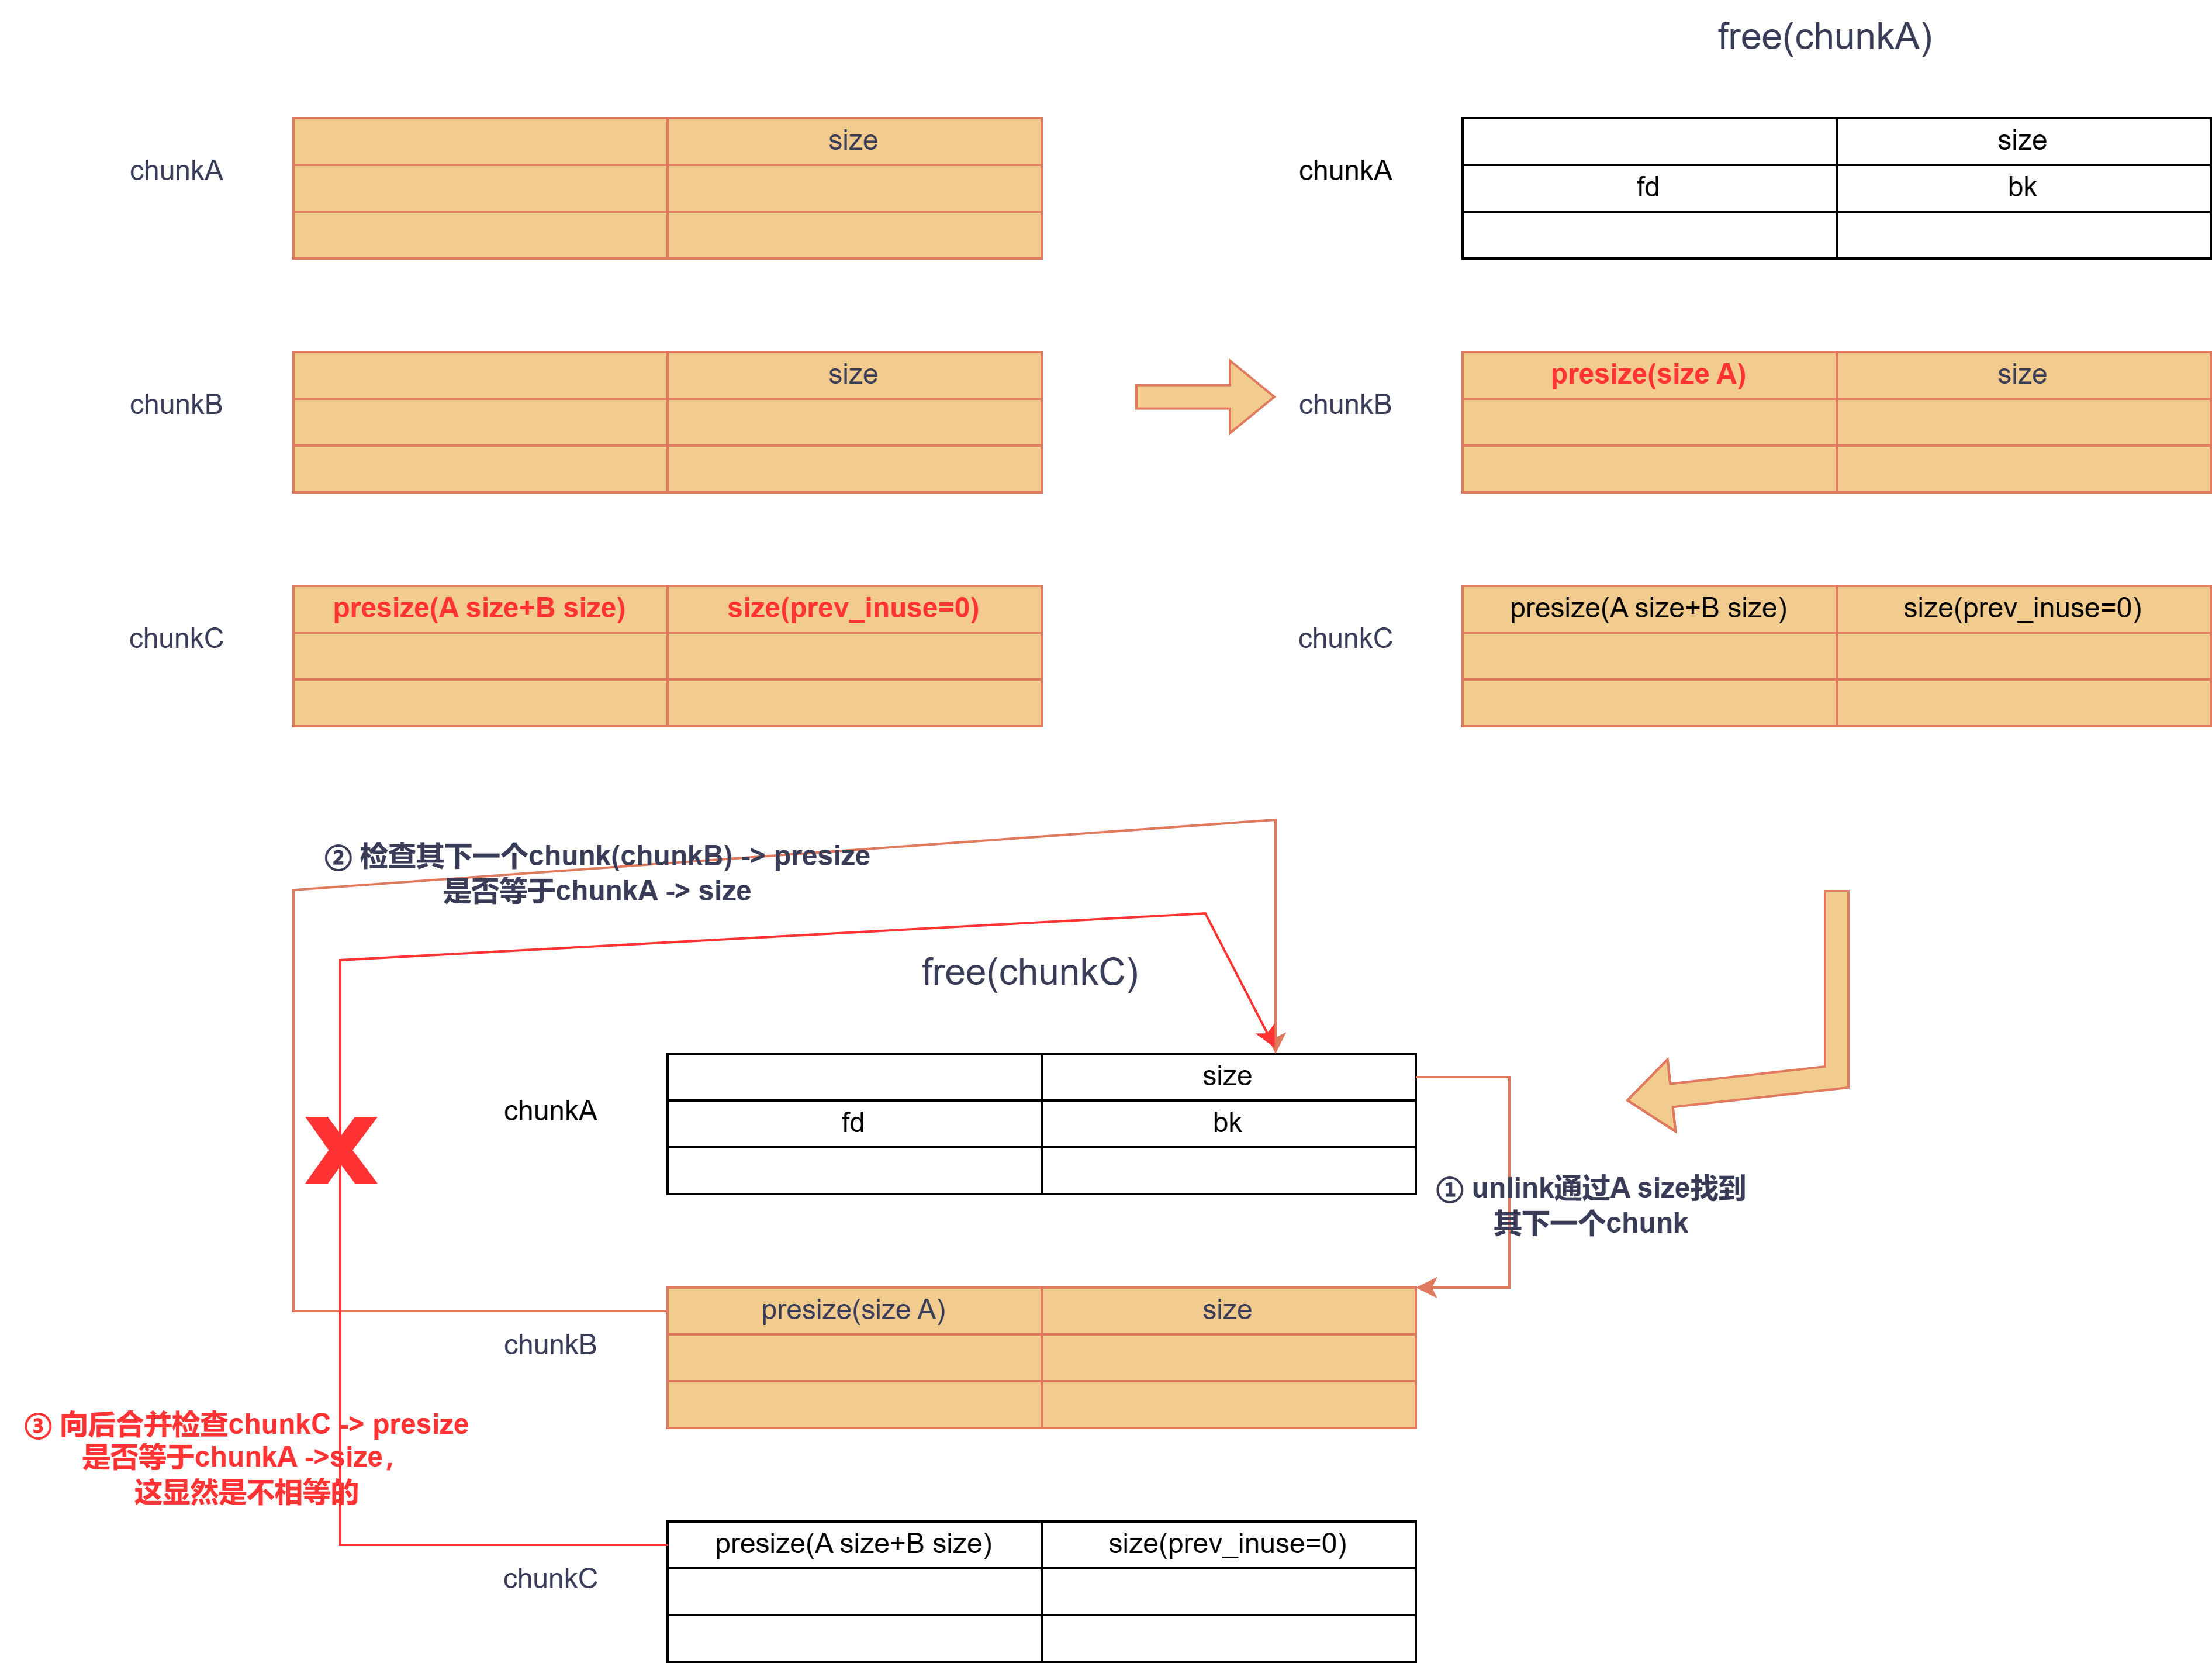 free(chunkA)
size
chunkA
size
chunkA
fd
bk
size
chunkB
presize(size A)
size
chunkB
presize(A size+B size)
size(prev_inuse=0)
chunkC
presize(A size+B size)
size(prev_inuse=0)
chunkC
② 检查其下一个chunk(chunkB) -> presize
是否等于chunkA -> size
free(chunkC)
size
chunkA
fd
bk
① unlink通过A size找到
其下一个chunk
presize(size A)
size
chunkB
③ 向后合并检查chunkC -> presize
是否等于chunkA ->size，
这显然是不相等的
presize(A size+B size)
size(prev_inuse=0)
chunkC